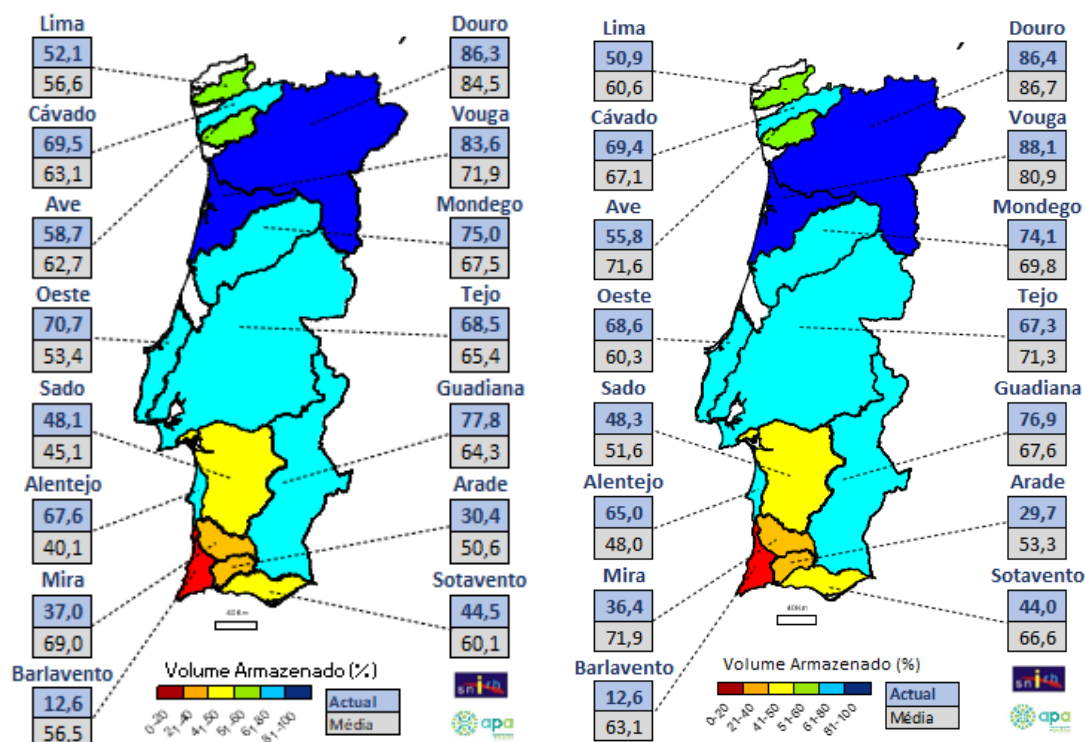 Lima
52,1
56,6
Cávado
69,5
63,1
Ave
58,7
62,7
Oeste
70,7
53,4
Sado
48,1
45,1
Alentejo
67,6
40,1
Mira
37,0
69,0
Barlavento
12,6
56,5
Douro
86,3
84,5
Vouga
83,6
71,9
Mondego
75,0
67,5
Tejo
68,5
65,4
Guadiana
77,8
64,3
Arade
30,4
50,6
Sotavento
44,5
60,1
40Km
Volume Armazenado (%)
0-20
21-40
41-50
51-60
61-80
81-100
Actual
Média
snirh
apa
Lima
50,9
60,6
Cávado
69,4
67,1
Ave
55,8
71,6
Oeste
68,6
60,3
Sado
48,3
51,6
Alentejo
65,0
48,0
Mira
36,4
71,9
Barlavento
12,6
63,1
Douro
86,4
86,7
Vouga
88,1
80,9
Mondego
74,1
69,8
Tejo
67,3
71,3
Guadiana
76,9
67,6
Arade
29,7
53,3
Sotavento
44,0
66,6
40Km
Volume Armazenado (%)
0-20
21-40
41-50
51-60
61-80
81-100
Actual
Média
snirh
apa